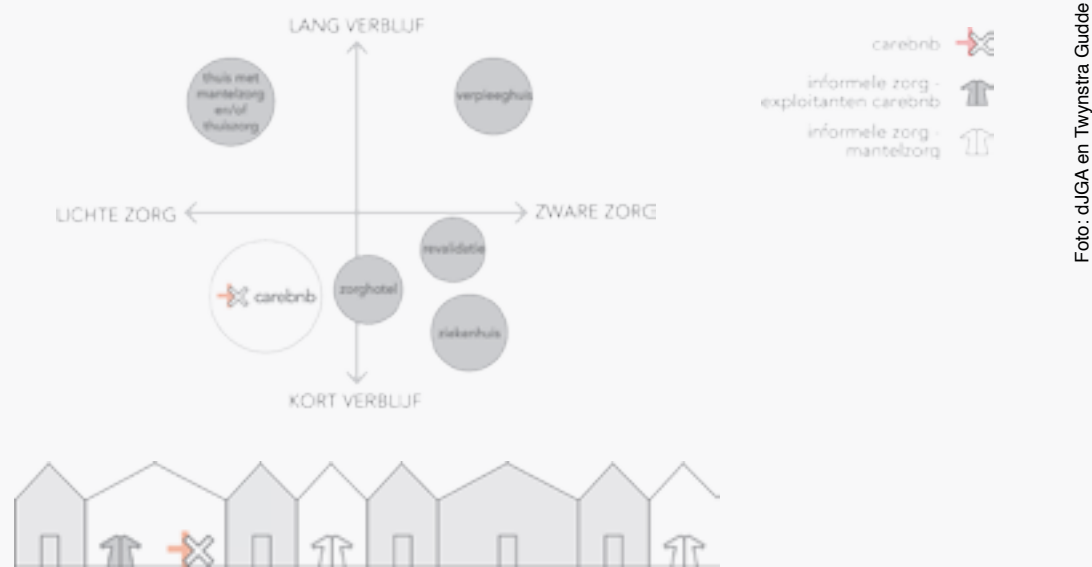 LANG VERBLIJF
thuis met
mantelzorg
en/of
thuiszorg
verpleeghuis
LICHTE ZORG
ZWARE ZORG
revalidatie
carebnb
zorghotel
ziekenhuis
KORT VERBLIJF
carebnb
informele zorg -
exploitanten carebnb
informele zorg -
mantelzorg
Foto: dJGA en Twynstra Gudde